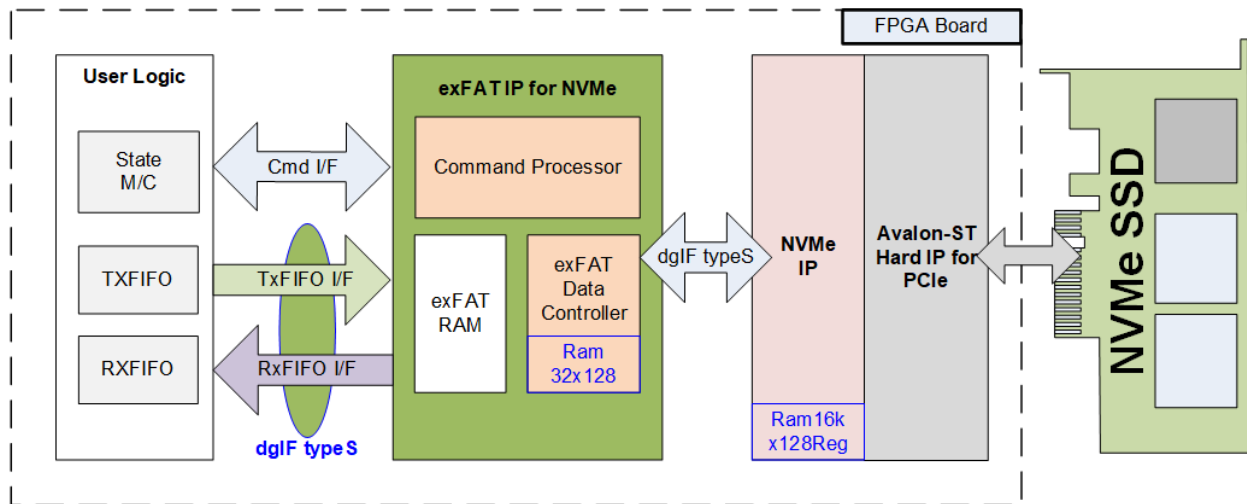 FPGA Board
User Logic
State
M/C
TXFIFO
RXFIFO
Cmd I/F
TxFIFO I/F
RxFIFO I/F
dgIF typeS
exFAT IP for NVMe
Command Processor
exFAT
RAM
exFAT
Data
Controller
Ram
32x128
dgIF typeS
NVMe
IP
Ram16k
x128Reg
Avalon-ST
Hard IP for
PCIe
NVMe SSD